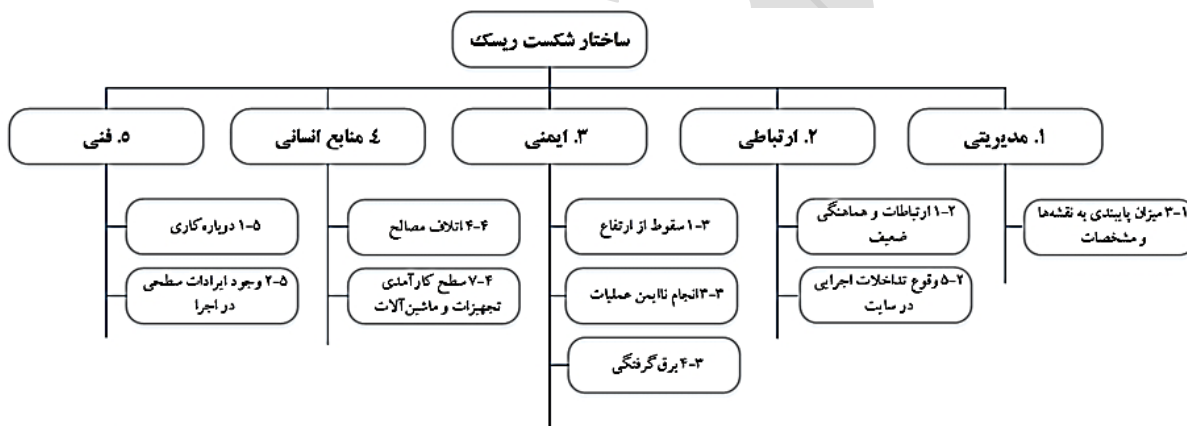 ساختار شکست ریسک
۱. مدیریتی
۲. ارتباطی
۳. ایمنی
۴. منابع انسانی
۵. فنی
۳-۱ میزان پایبندی به نقشه‌ها
و مشخصات
۱-۲ ارتباطات و هماهنگی
ضعیف
۵-۲ وقوع تداخلات اجرایی
در سایت
۱-۳ سقوط از ارتفاع
۳-۳ انجام ناایمن عملیات
۴-۳ برق‌گرفتگی
۴-۴ اتلاف مصالح
۷-۴ سطح کارآمدی
تجهیزات و ماشین‌آلات
۱-۵ دوباره‌کاری
۲-۵ وجود ایرادات سطحی
در اجرا